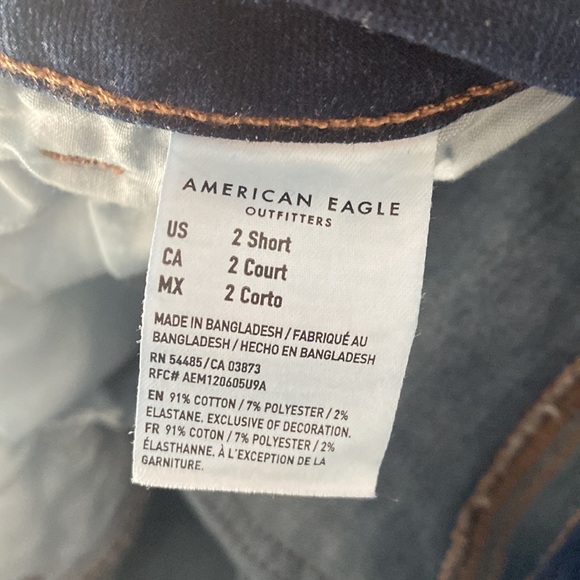 AMERICAN EAGLE
OUTFITTERS
US 2 Short
CA 2 Court
MX 2 Corto
MADE IN BANGLADESH / FABRIQUÉ AU
BANGLADESH / HECHO EN BANGLADESH
RN 54485/CA 03873
RFC# AEM120605U9A
EN 91% COTTON / 7% POLYESTER / 2%
ELASTANE, EXCLUSIVE OF DECORATION.
FR 91% COTON / 7% POLYESTER / 2%
ÉLASTHANNE, À L'EXCEPTION DE LA
GARNITURE.